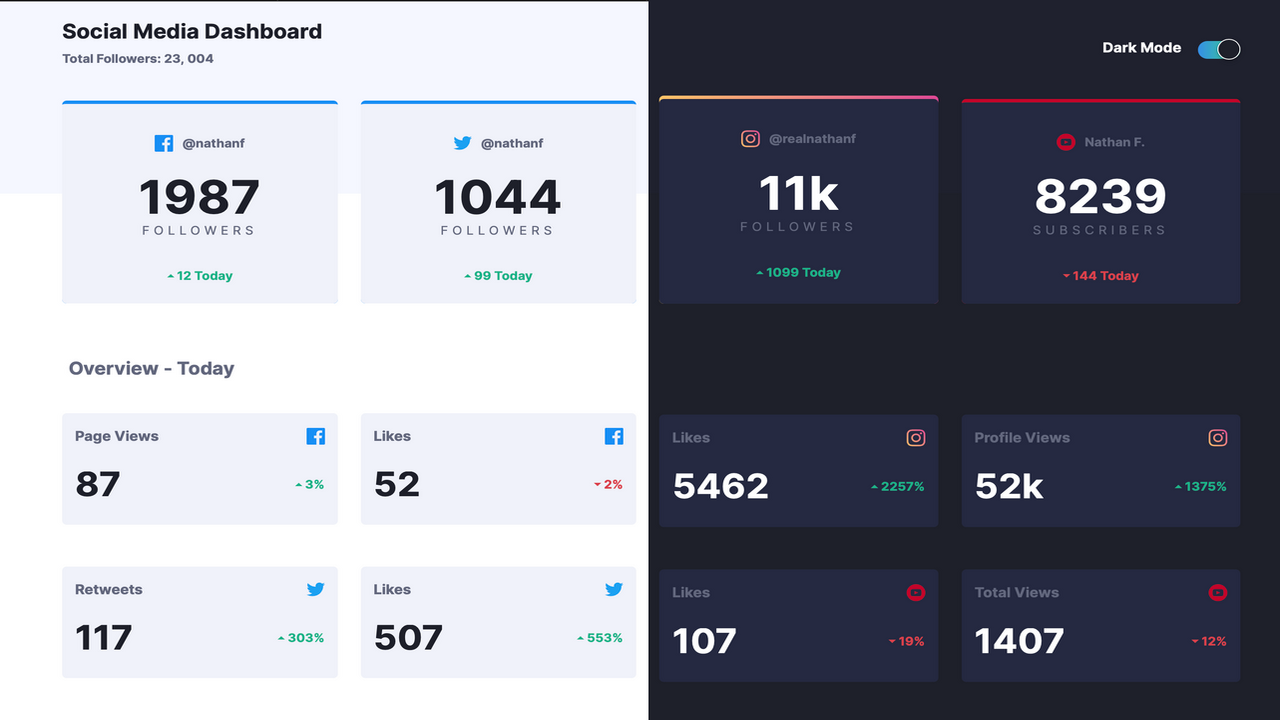 Social Media Dashboard
Total Followers: 23, 004
Dark Mode
@nathanf
1987
FOLLOWERS
12 Today
@nathanf
1044
FOLLOWERS
99 Today
@realnathanf
11k
FOLLOWERS
1099 Today
Nathan F.
8239
SUBSCRIBERS
144 Today
Overview - Today
Page Views
87
3%
Likes
52
2%
Likes
5462
2257%
Profile Views
52k
1375%
Retweets
117
303%
Likes
507
553%
Likes
107
19%
Total Views
1407
12%